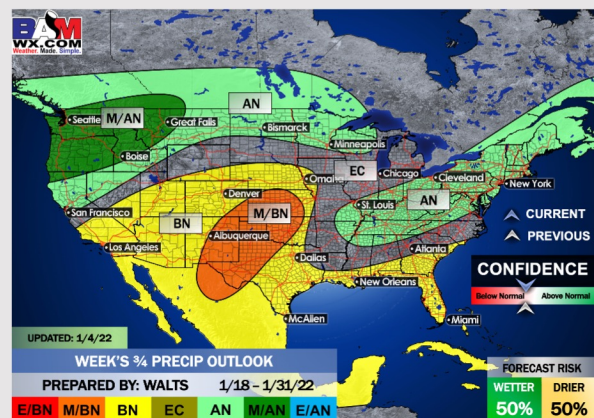 BAM
WX.COM
Weather. Made. Simple.
AN
Seattle
M/AN
Great Falls
Bismarck
Minneapolis
Boise
EC
Chicago
Cleveland
New York
Omaha
Denver
St. Louis
AN
San Francisco
M/BN
BN
CURRENT
Albuquerque
PREVIOUS
Los Angeles
Atlanta
Dallas
CONFIDENCE
New Orleans
Below Normal
Above Normal
McAllen
Miami
UPDATED: 1/4/22
WEEK'S ¾ PRECIP OUTLOOK
FORECAST RISK
PREPARED BY: WALTS 1/18 – 1/31/22
WETTER
DRIER
50%
50%
E/BN M/BN BN EC AN M/AN E/AN